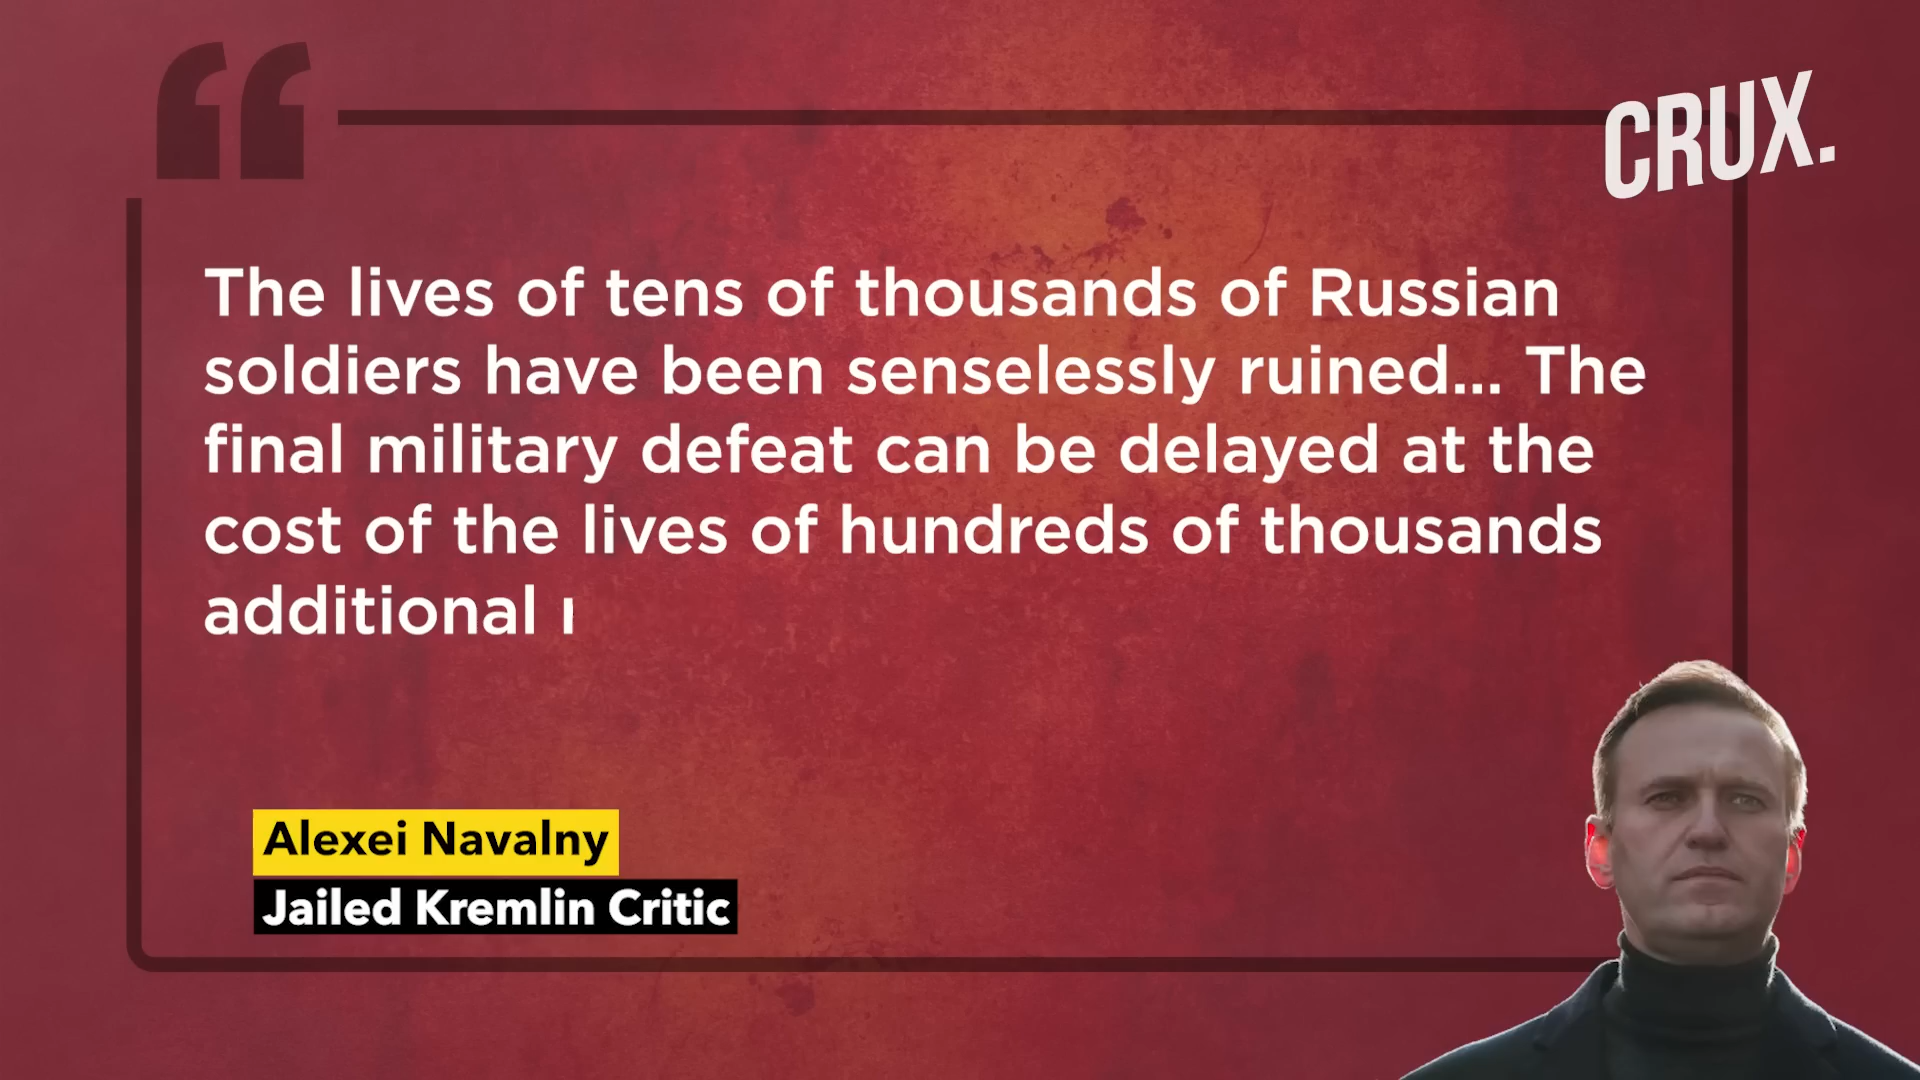 CRUX.
The lives of tens of thousands of Russian
soldiers have been senselessly ruined... The
final military defeat can be delayed at the
cost of the lives of hundreds of thousands
additional
Alexei Navalny
Jailed Kremlin Critic